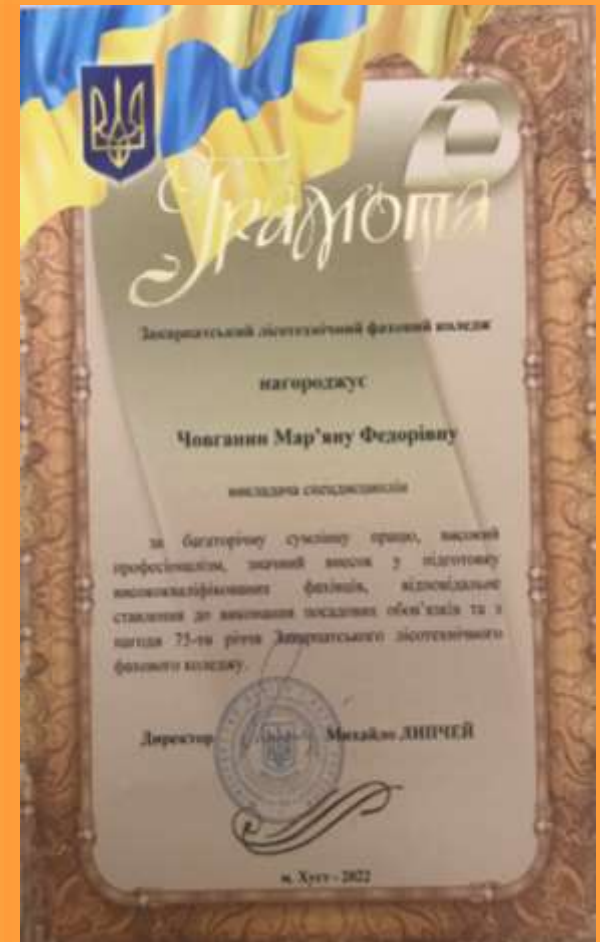 Грамота
Закарпатський лісотехнічний фаховий коледж
нагороджує
Човганин Мар’яну Федорівну
викладача спецдисциплін
за багаторічну сумлінну працю, високий
професіоналізм, значний внесок у підготовку
висококваліфікованих фахівців, відповідальне
ставлення до виконання посадових обов’язків та з
нагоди 75-ти річчя Закарпатського лісотехнічного
фахового коледжу.
Директор Михайло ЛИПЧЕЙ
м. Хуст - 2022